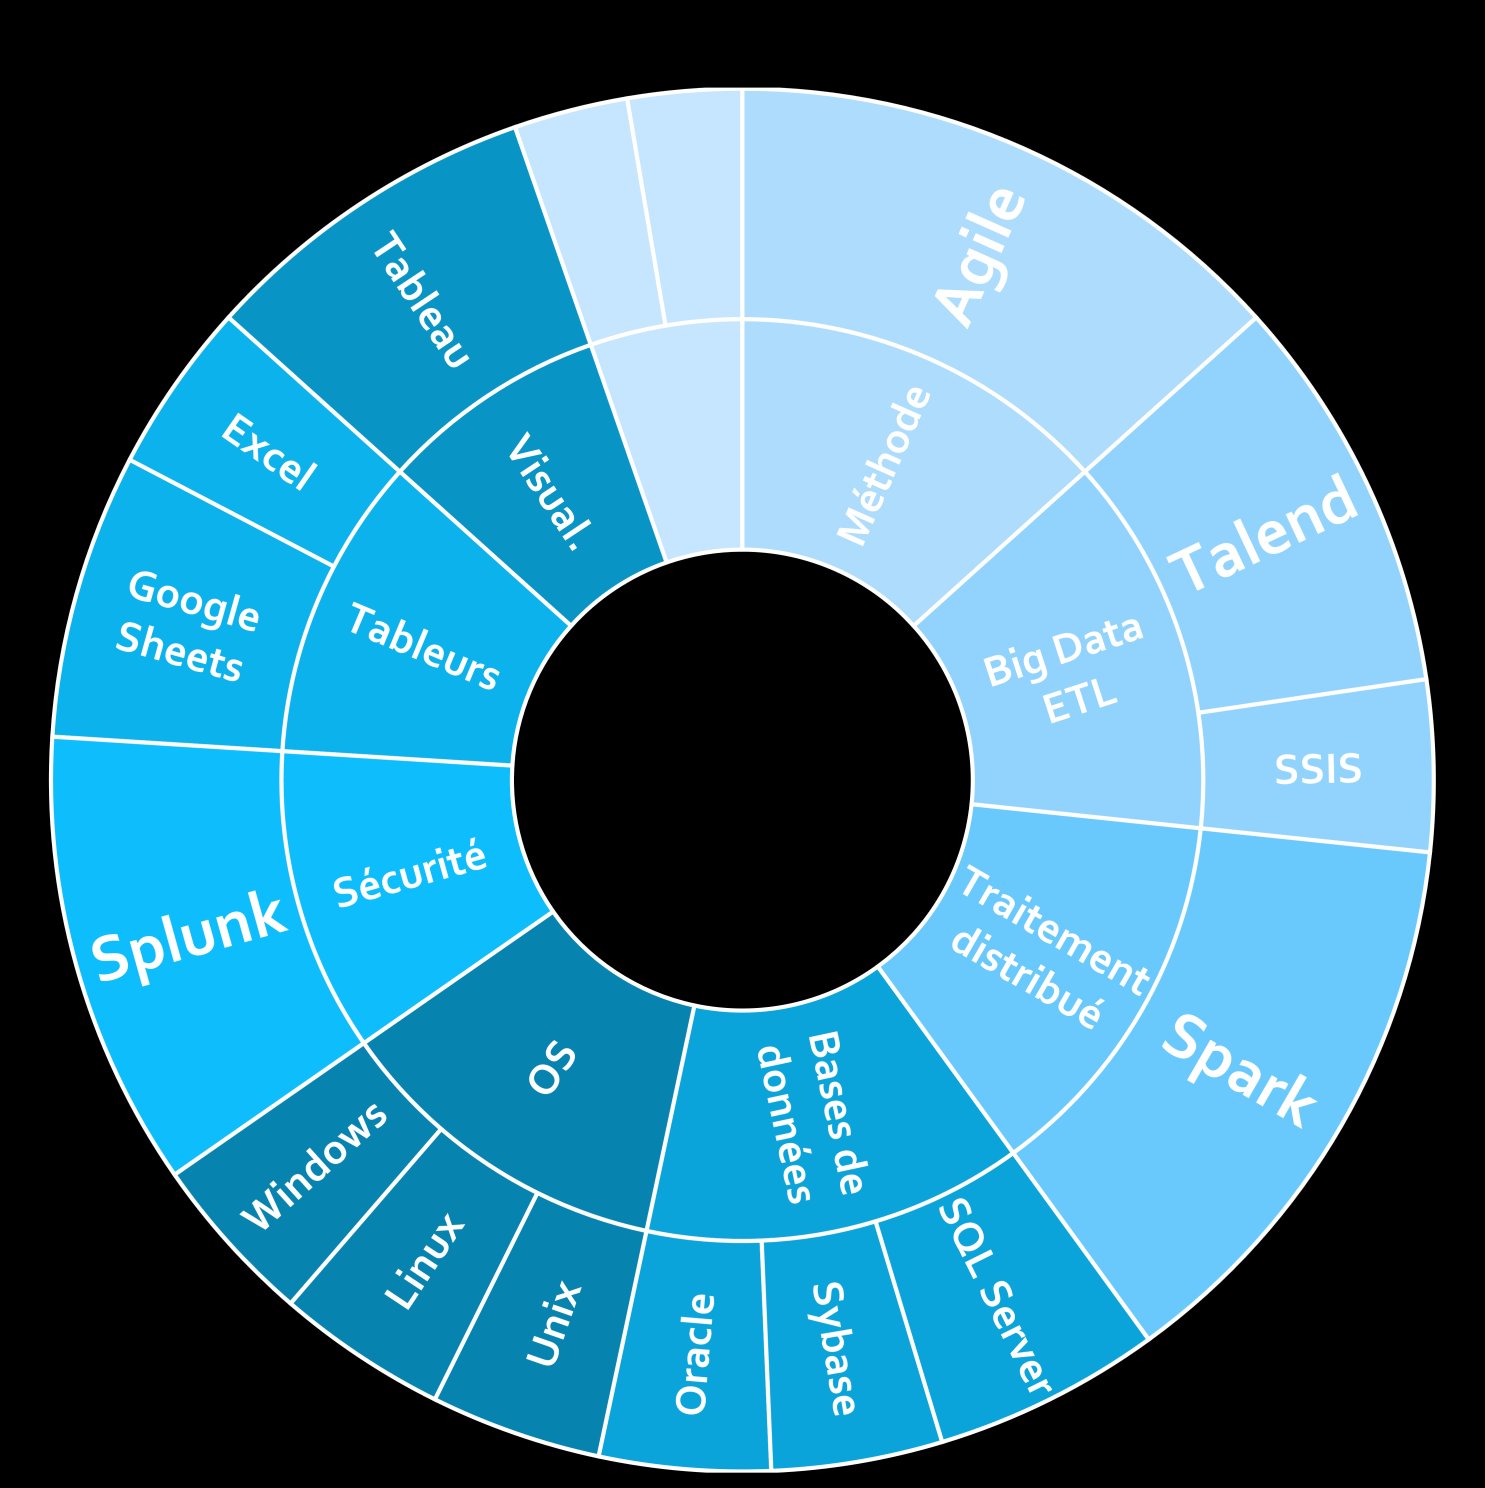 Agile
Méthode
Talend
SSIS
Big Data
ETL
Spark
Traitement
distribué
SQL Server
Sybase
Oracle
Bases de
données
Unix
Linux
Windows
OS
Splunk
Sécurité
Google
Sheets
Excel
Tableurs
Tableau
Visual.